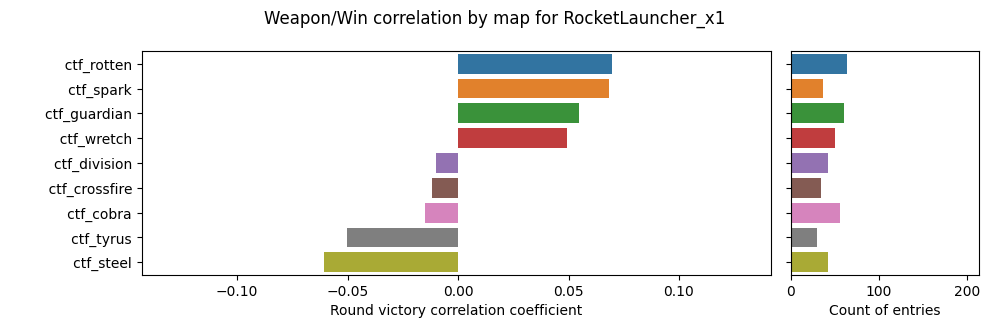 Weapon/Win correlation by map for RocketLauncher_x1
ctf_rotten
ctf_spark
ctf_guardian
ctf_wretch
ctf_division
ctf_crossfire
ctf_cobra
ctf_tyrus
ctf_steel
−0.10 −0.05 0.00 0.05 0.10
Round victory correlation coefficient
0 100 200
Count of entries